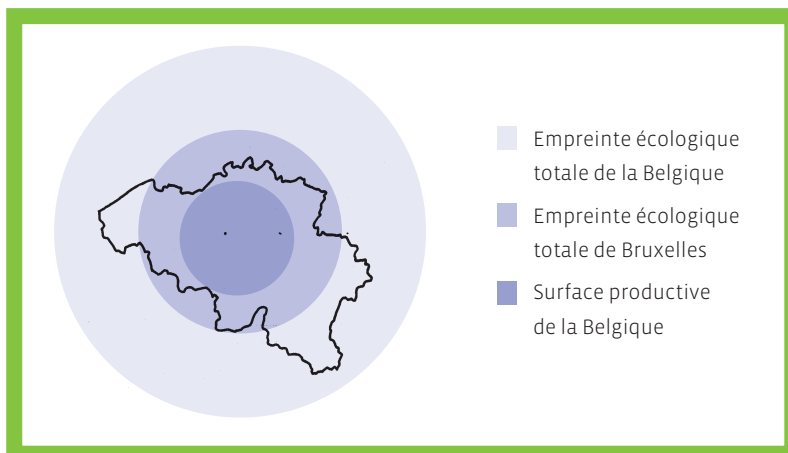 Empreinte écologique
totale de la Belgique
Empreinte écologique
totale de Bruxelles
Surface productive
de la Belgique